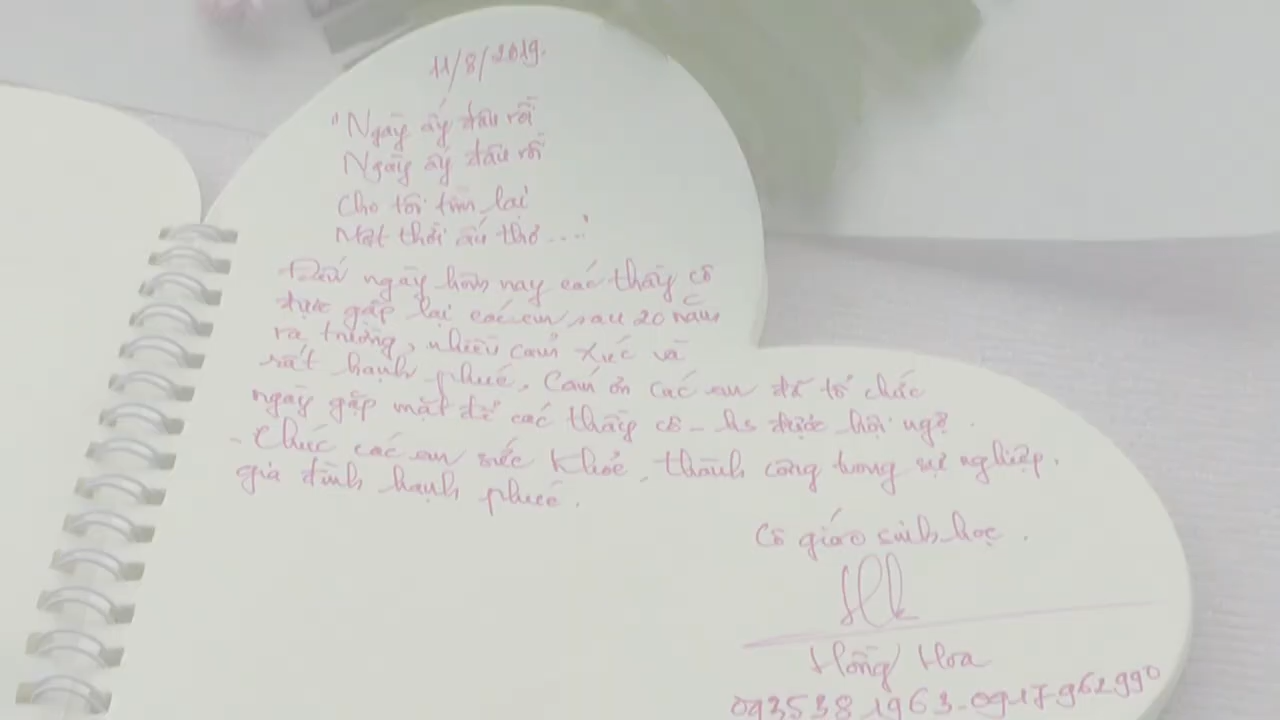 11/8/2019.
"Ngày ấy đâu rồi
Ngày ấy đâu rồi
Cho tôi tìm lại
Một thời ấu thơ ...."
Đến ngày hôm nay các thầy cô
được gặp lại các em sau 20 năm
ra trường, nhiều cảm xúc và
rất hạnh phúc. Cám ơn các em đã tổ chức
ngày gặp mặt để các thầy cô - hs được hội ngộ.
- Chúc các em sức khỏe, thành công trong sự nghiệp,
gia đình hạnh phúc.
Cô giáo sinh học.
Hồng Hoa
0935381963-0917962990